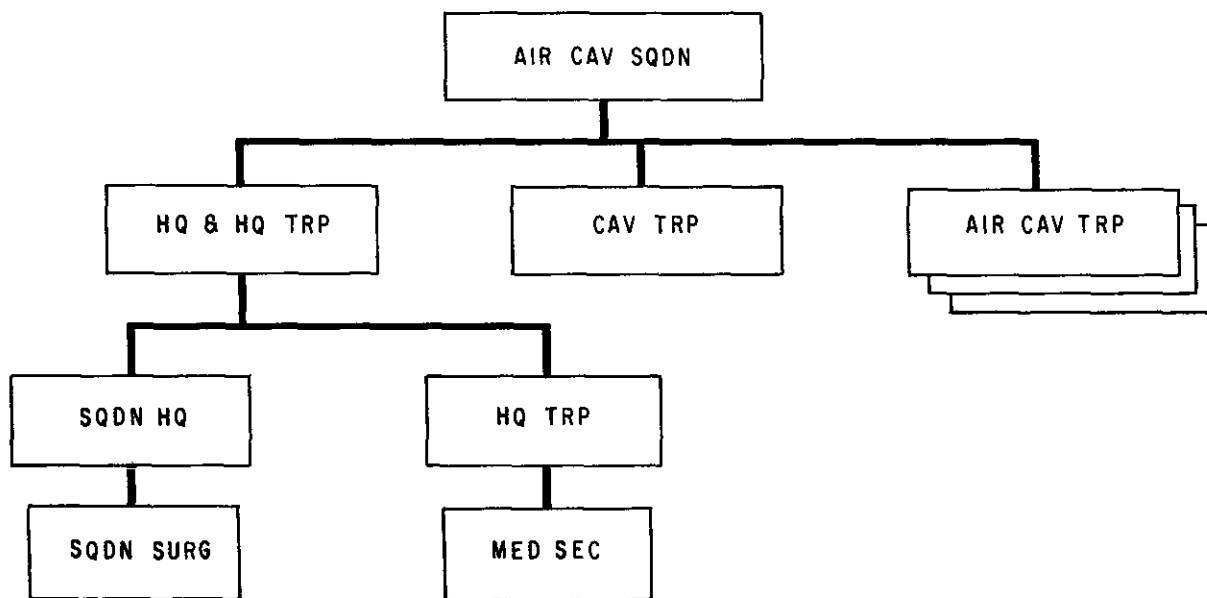 AIR CAV SQDN
HQ & HQ TRP
CAV TRP
AIR CAV TRP
SQDN HQ
HQ TRP
SQDN SURG
MED SEC